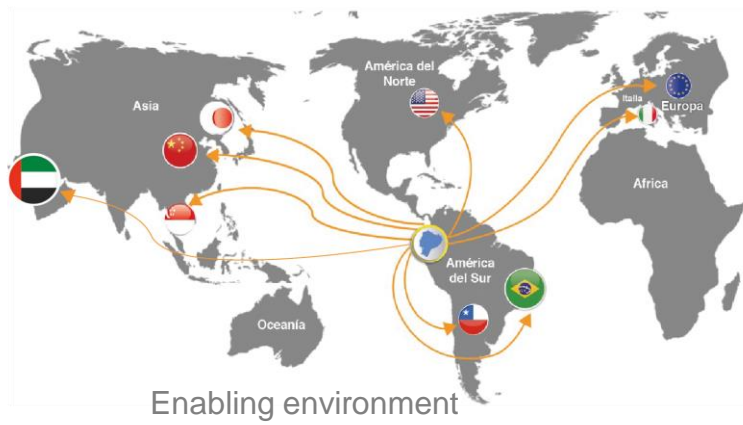 América del
Norte
Asia
Italia
Europa
Africa
América
del Sur
Oceanía
Enabling environment